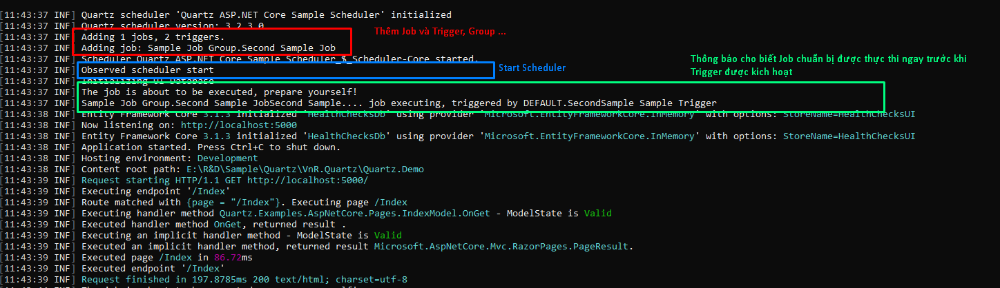 [11:43:37 INF] Quartz scheduler 'Quartz ASP.NET Core Sample Scheduler' initialized
[11:43:37 INF] Quartz scheduler version: 3.2.3.0
[11:43:37 INF] Adding 1 jobs, 2 triggers.
Thêm Job và Trigger, Group ...
[11:43:37 INF] Adding job: Sample Job Group.Second Sample Job
[11:43:37 INF] Scheduler Quartz ASP.NET Core Sample Scheduler_$_Scheduler-Core started.
[11:43:37 INF] Observed scheduler start
Start Scheduler
Thông báo cho biết Job chuẩn bị được thực thi ngay trước khi
Trigger được kích hoạt
[11:43:37 INF] Initializing UI Database
[11:43:37 INF] The job is about to be executed, prepare yourself!
[11:43:37 INF] Sample Job Group.Second Sample JobSecond Sample.... job executing, triggered by DEFAULT.SecondSample Sample Trigger
[11:43:38 INF] Entity Framework Core 3.1.3 initialized 'HealthChecksDb' using provider 'Microsoft.EntityFrameworkCore.InMemory' with options: StoreName=HealthChecksUI
[11:43:38 INF] Now listening on: http://localhost:5000
[11:43:38 INF] Entity Framework Core 3.1.3 initialized 'HealthChecksDb' using provider 'Microsoft.EntityFrameworkCore.InMemory' with options: StoreName=HealthChecksUI
[11:43:38 INF] Application started. Press Ctrl+C to shut down.
[11:43:38 INF] Hosting environment: Development
[11:43:38 INF] Content root path: E:\R&D\Sample\Quartz\VnR.Quartz\Quartz.Demo
[11:43:39 INF] Request starting HTTP/1.1 GET http://localhost:5000/
[11:43:39 INF] Executing endpoint '/Index'
[11:43:39 INF] Route matched with {page = "/Index"}. Executing page /Index
[11:43:39 INF] Executing handler method Quartz.Examples.AspNetCore.Pages.IndexModel.OnGet - ModelState is Valid
[11:43:39 INF] Executed handler method OnGet, returned result .
[11:43:39 INF] Executing an implicit handler method - ModelState is Valid
[11:43:39 INF] Executed an implicit handler method, returned result Microsoft.AspNetCore.Mvc.RazorPages.PageResult.
[11:43:39 INF] Executed page /Index in 86.72ms
[11:43:39 INF] Executed endpoint '/Index'
[11:43:39 INF] Request finished in 197.8785ms 200 text/html; charset=utf-8